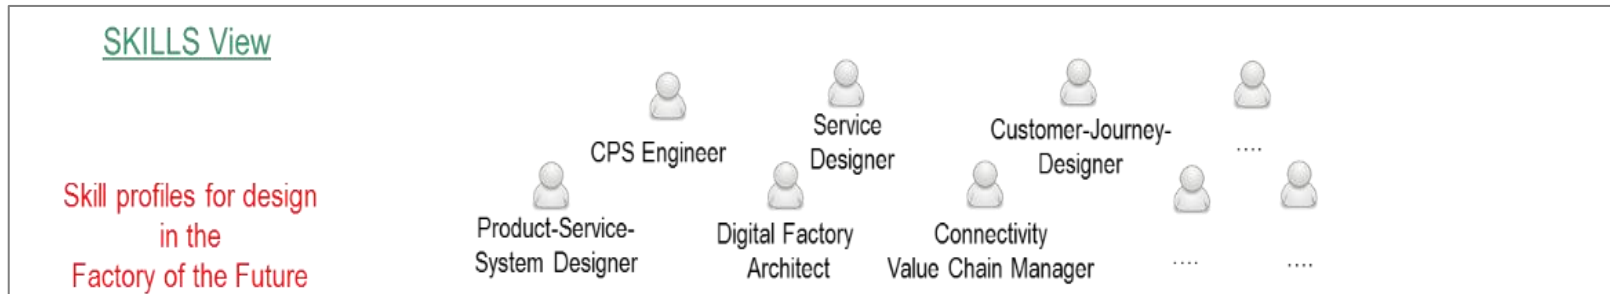 SKILLS View
Skill profiles for design
in the
Factory of the Future
CPS Engineer
Service
Designer
Customer-Journey-
Designer
....
Product-Service-
System Designer
Digital Factory
Architect
Connectivity
Value Chain Manager
....
....